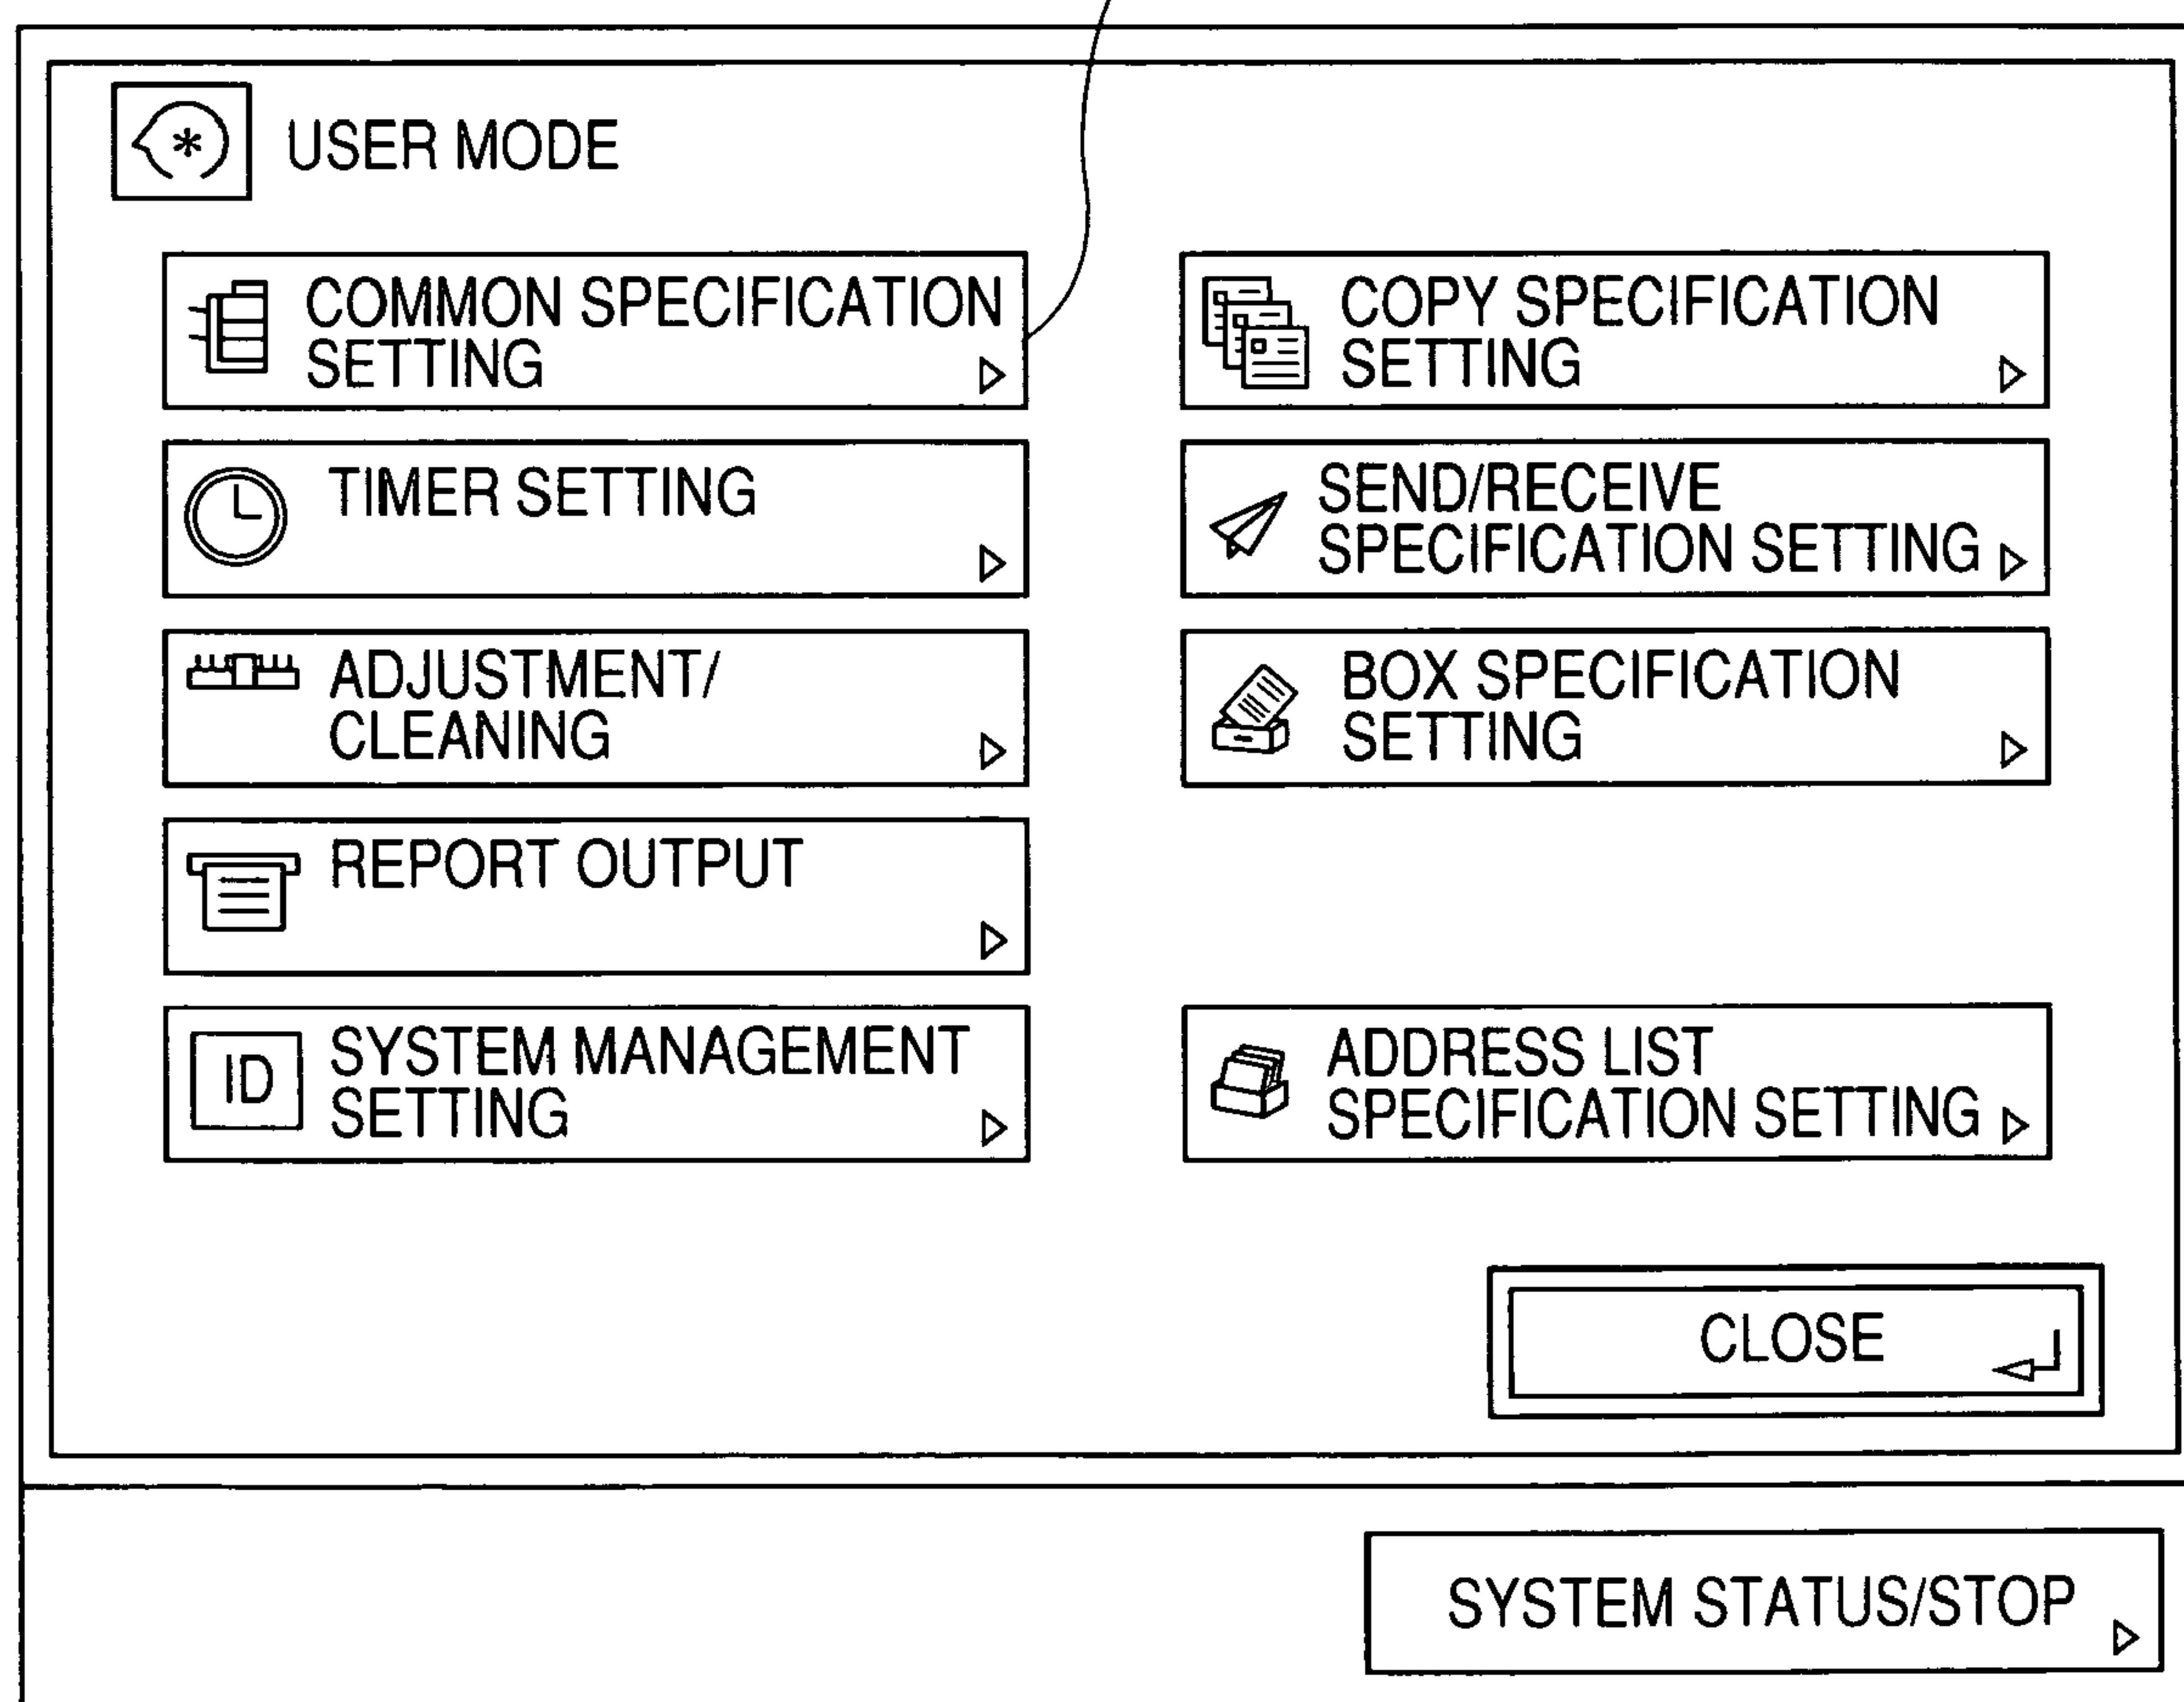 * USER MODE
COMMON SPECIFICATION
SETTING
COPY SPECIFICATION
SETTING
TIMER SETTING
SEND/RECEIVE
SPECIFICATION SETTING
ADJUSTMENT/
CLEANING
BOX SPECIFICATION
SETTING
REPORT OUTPUT
ID
SYSTEM MANAGEMENT
SETTING
ADDRESS LIST
SPECIFICATION SETTING
CLOSE
SYSTEM STATUS/STOP